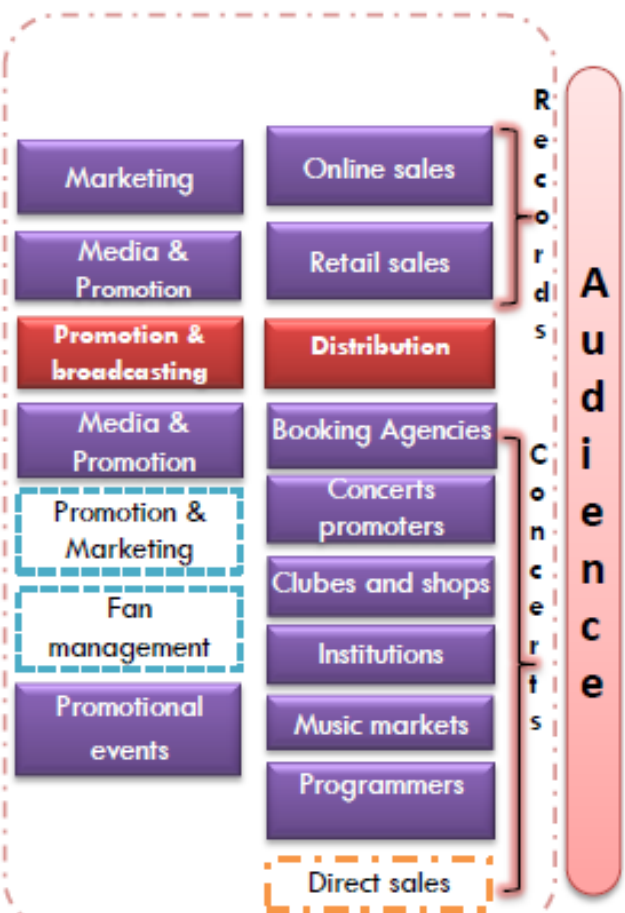 Marketing
Media &
Promotion
Promotion &
broadcasting
Media &
Promotion
Promotion &
Marketing
Fan
management
Promotional
events
Online sales
Retail sales
Distribution
Booking Agencies
Concerts
promoters
Clubes and shops
Institutions
Music markets
Programmers
Direct sales
Records
Concerts
Audience